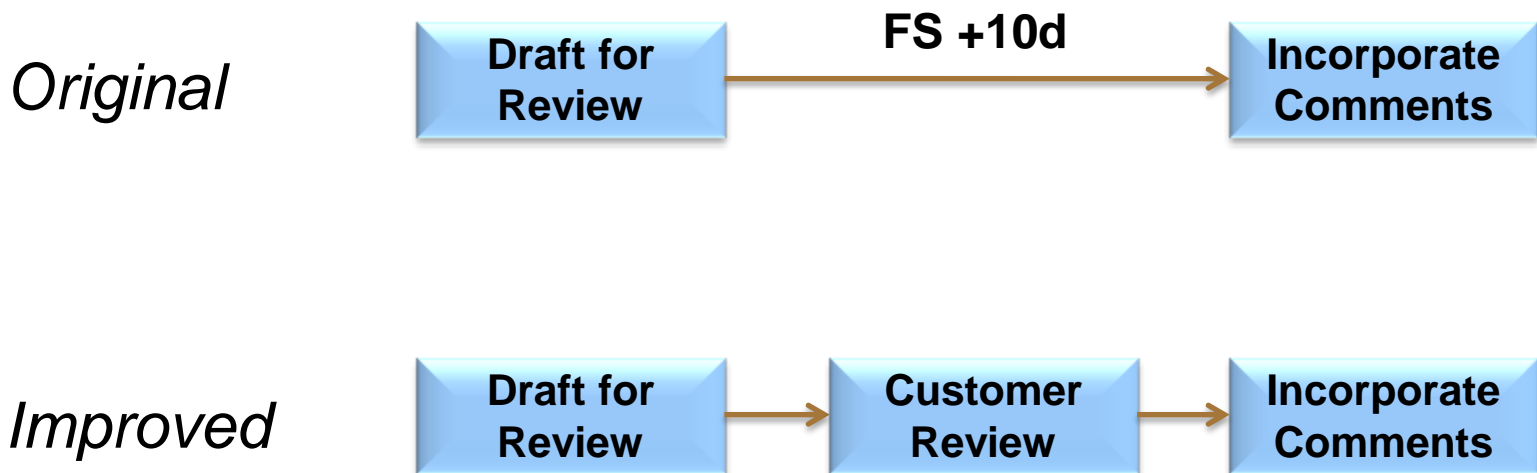 Original
Draft for
Review
FS +10d
Incorporate
Comments
Improved
Draft for
Review
Customer
Review
Incorporate
Comments